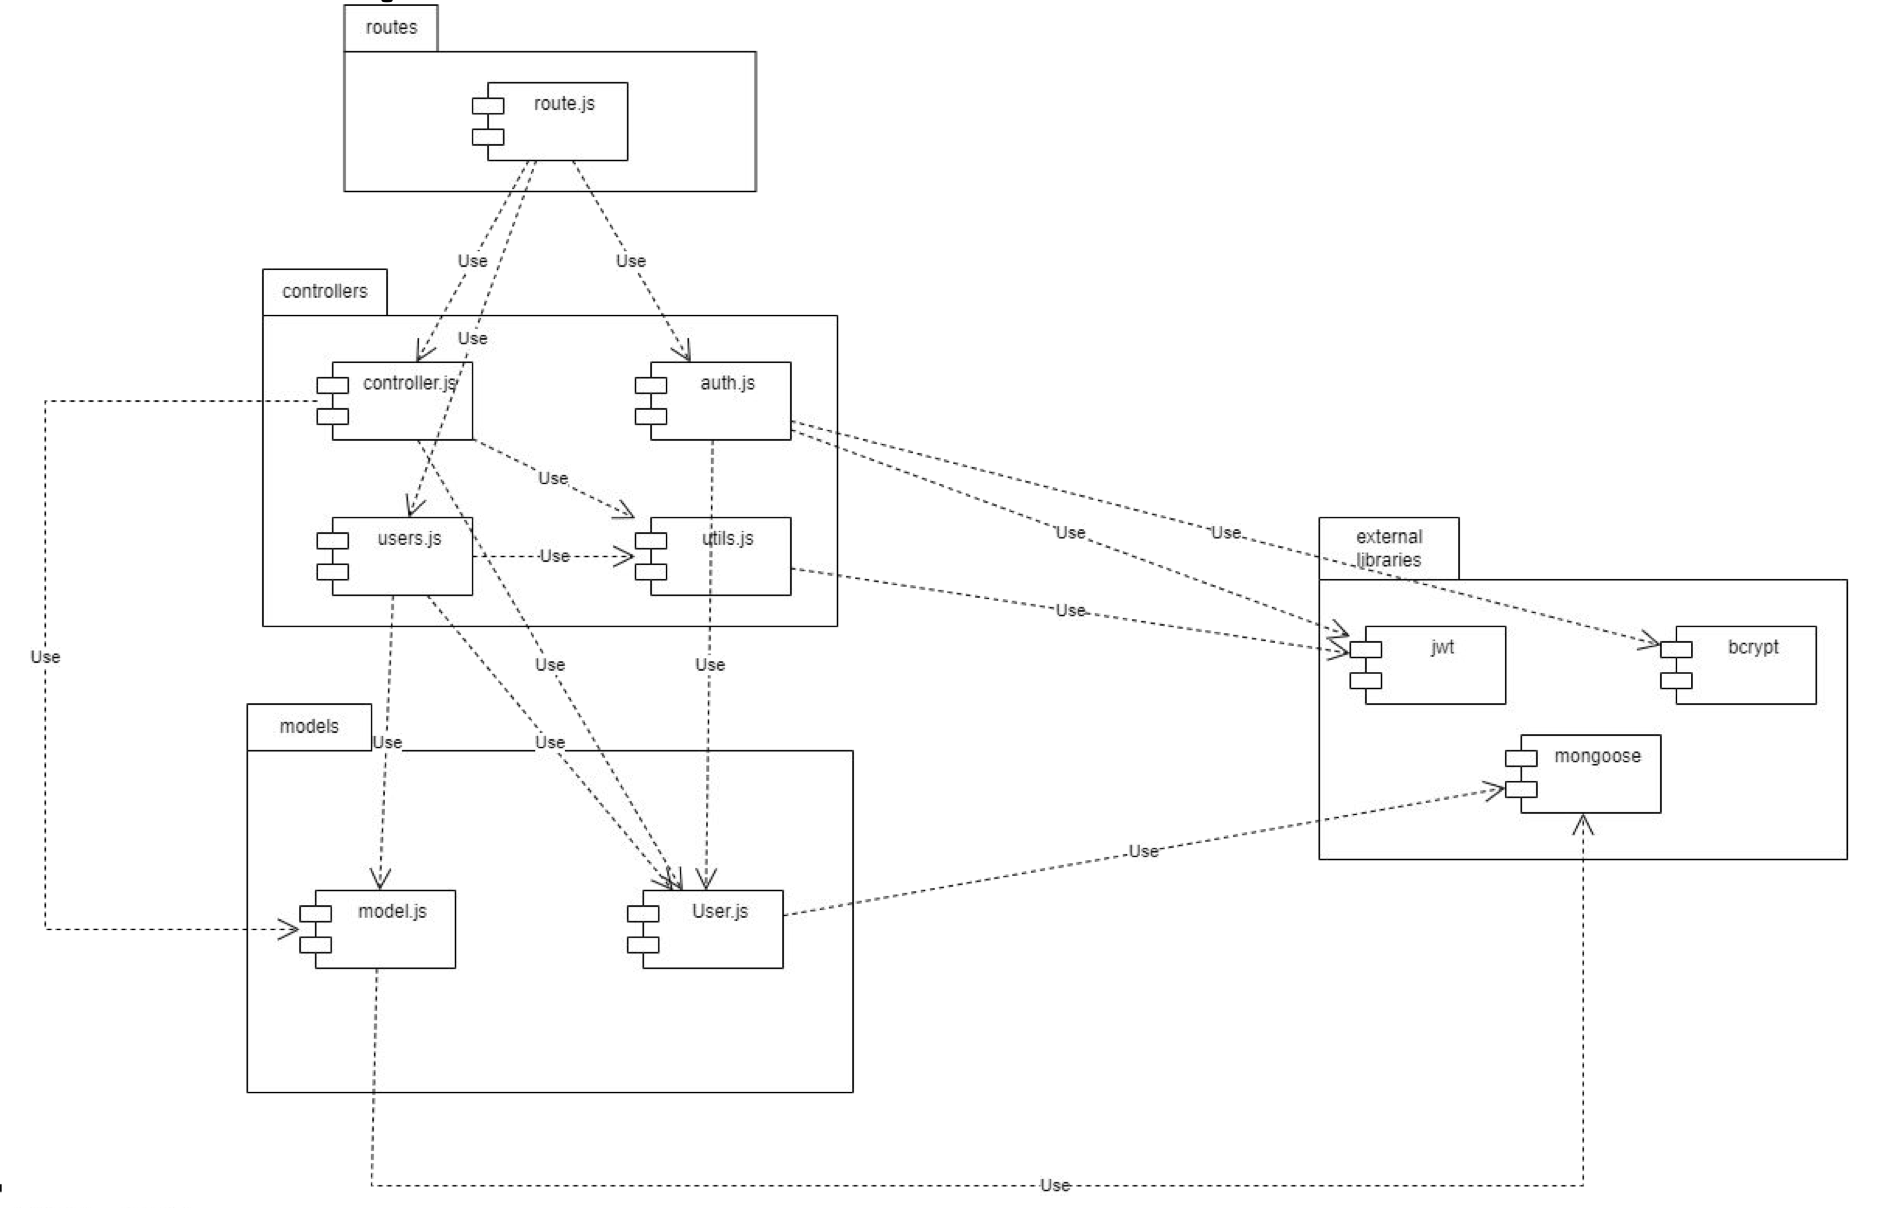 routes
route.js
Use
Use
controllers
Use
controller.js
auth.js
Use
users.js
utils.js
Use
Use
Use
external
libraries
Use
jwt
bcrypt
Use
Use
Use
models
Use
Use
mongoose
Use
model.js
User.js
Use